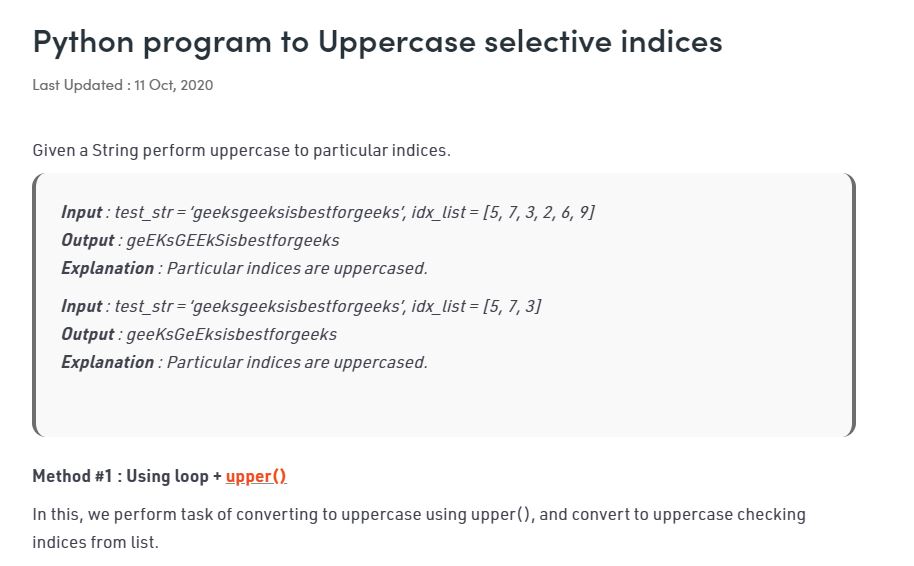 Python program to Uppercase selective indices
Last Updated : 11 Oct, 2020
Given a String perform uppercase to particular indices.
Input : test_str = ‘geeksgeeksisbestforgeeks’, idx_list = [5, 7, 3, 2, 6, 9]
Output : geEKsGEEkSisbestforgeeks
Explanation : Particular indices are uppercased.
Input : test_str = ‘geeksgeeksisbestforgeeks’, idx_list = [5, 7, 3]
Output : geeKsGeEksisbestforgeeks
Explanation : Particular indices are uppercased.
Method #1 : Using loop + upper()
In this, we perform task of converting to uppercase using upper(), and convert to uppercase checking
indices from list.